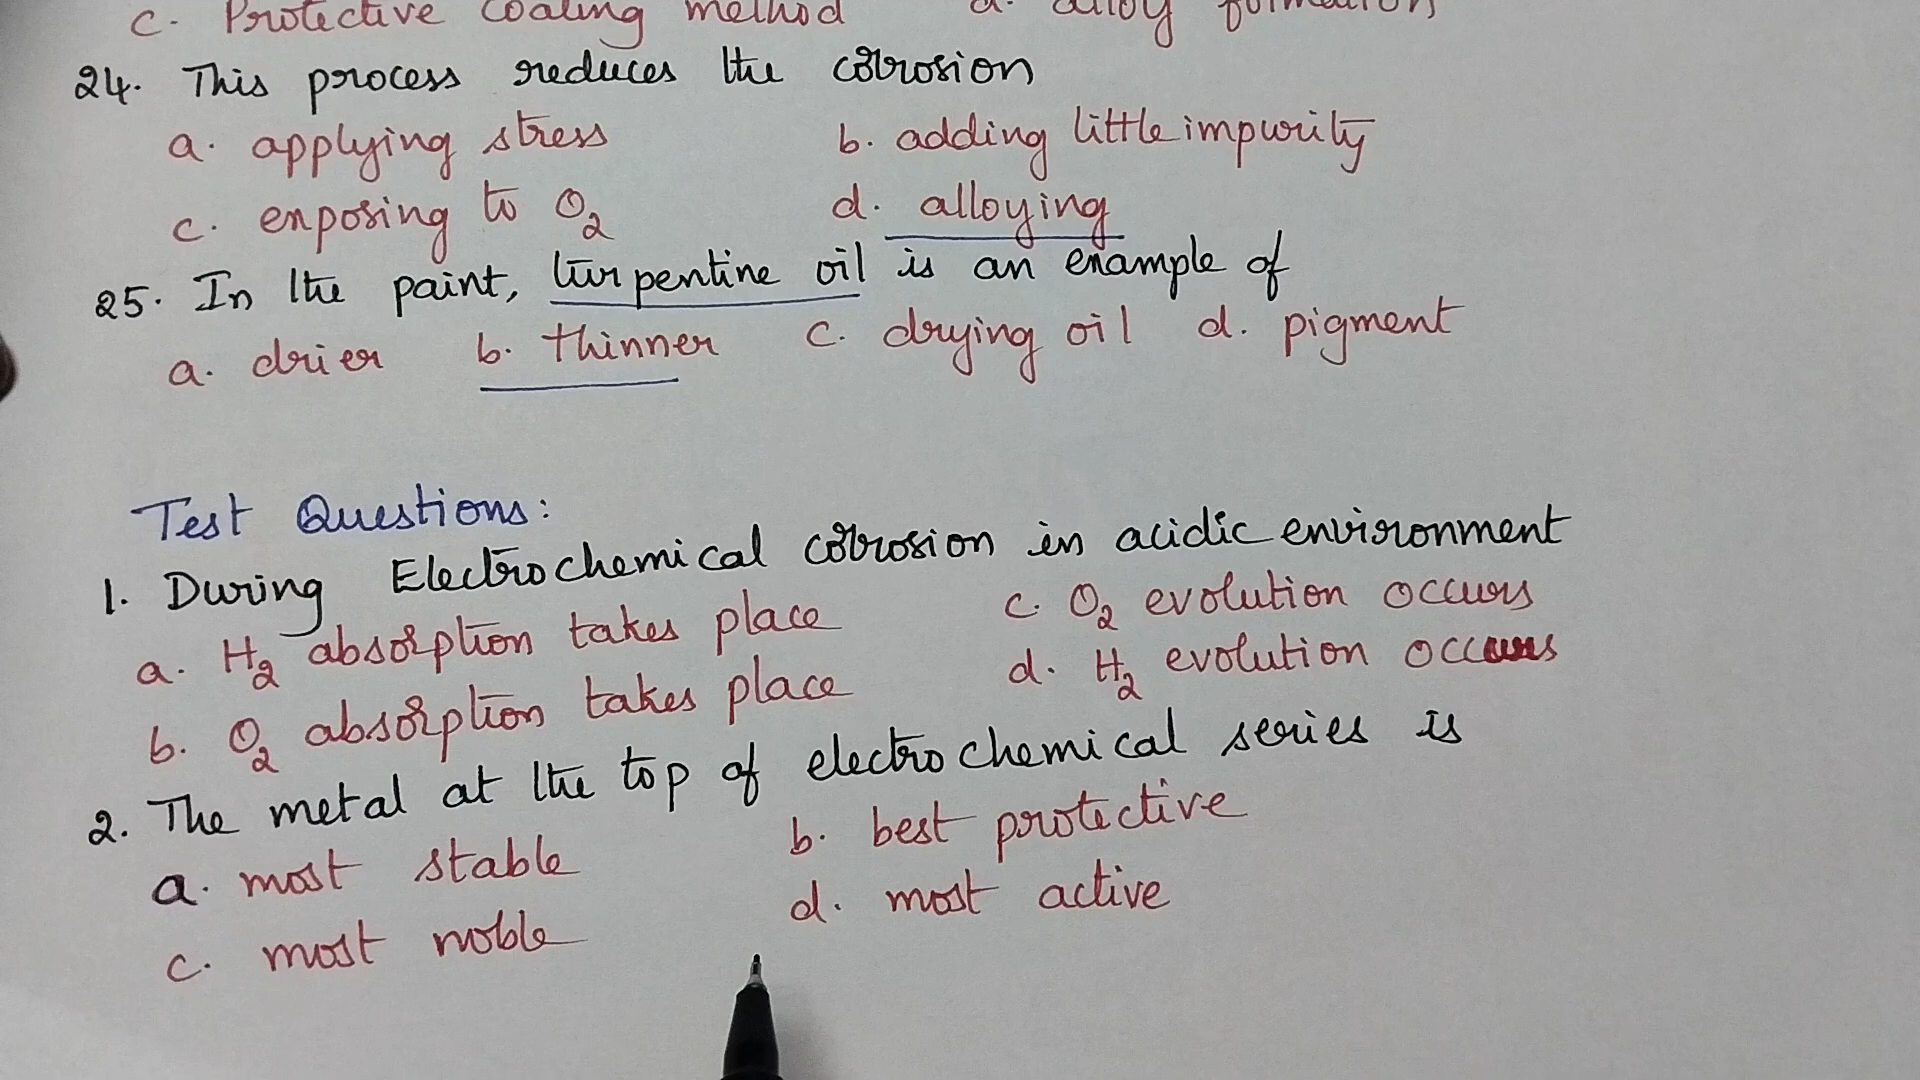 c. Protective coating method d. alloy formation
24. This process reduces the corrosion
a. applying stress b. adding little impurity
c. exposing to O2 d. alloying
25. In the paint, turpentine oil is an example of
a. drier b. thinner c. drying oil d. pigment
Test Questions:
1. During Electrochemical corrosion in acidic environment
a. H2 absorption takes place c. O2 evolution occurs
b. O2 absorption takes place d. H2 evolution occurs
2. The metal at the top of electrochemical series is
a. most stable b. best protective
c. most noble d. most active